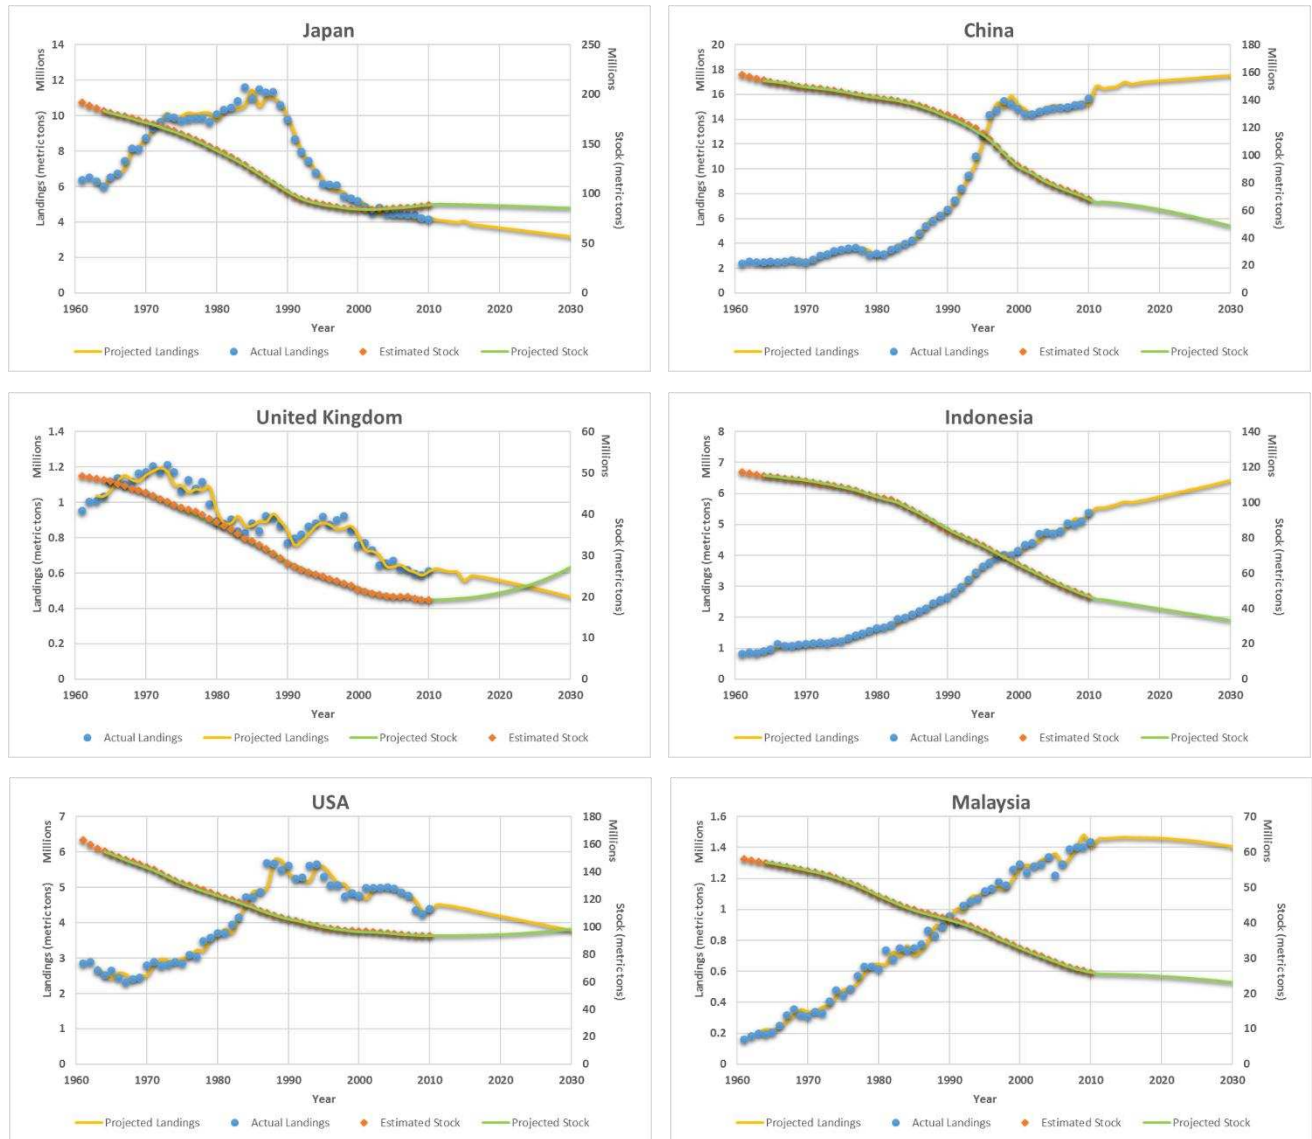 Japan
Millions
Millions
Landings (metric tons)
Stock (metric tons)
14
12
10
8
6
4
2
0
250
200
150
100
50
0
1960 1970 1980 1990 2000 2010 2020 2030
Year
Projected Landings Actual Landings Estimated Stock Projected Stock
China
Millions
Millions
Landings (metric tons)
Stock (metric tons)
20
18
16
14
12
10
8
6
4
2
0
180
160
140
120
100
80
60
40
20
0
1960 1970 1980 1990 2000 2010 2020 2030
Year
Projected Landings Actual Landings Estimated Stock Projected Stock
United Kingdom
Millions
Millions
Landings (metric tons)
Stock (metric tons)
1.4
1.2
1
0.8
0.6
0.4
0.2
0
60
50
40
30
20
10
0
1960 1970 1980 1990 2000 2010 2020 2030
Year
Actual Landings Projected Landings Projected Stock Estimated Stock
Indonesia
Millions
Millions
Landings (metric tons)
Stock (metric tons)
8
7
6
5
4
3
2
1
0
140
120
100
80
60
40
20
0
1960 1970 1980 1990 2000 2010 2020 2030
Year
Projected Landings Actual Landings Estimated Stock Projected Stock
USA
Millions
Millions
Landings (metric tons)
Stock (metric tons)
7
6
5
4
3
2
1
0
180
160
140
120
100
80
60
40
20
0
1960 1970 1980 1990 2000 2010 2020 2030
Year
Projected Landings Actual Landings Estimated Stock Projected Stock
Malaysia
Millions
Millions
Landings (metric tons)
Stock (metric tons)
1.6
1.4
1.2
1
0.8
0.6
0.4
0.2
0
70
60
50
40
30
20
10
0
1960 1970 1980 1990 2000 2010 2020 2030
Year
Projected Landings Actual Landings Estimated Stock Projected Stock